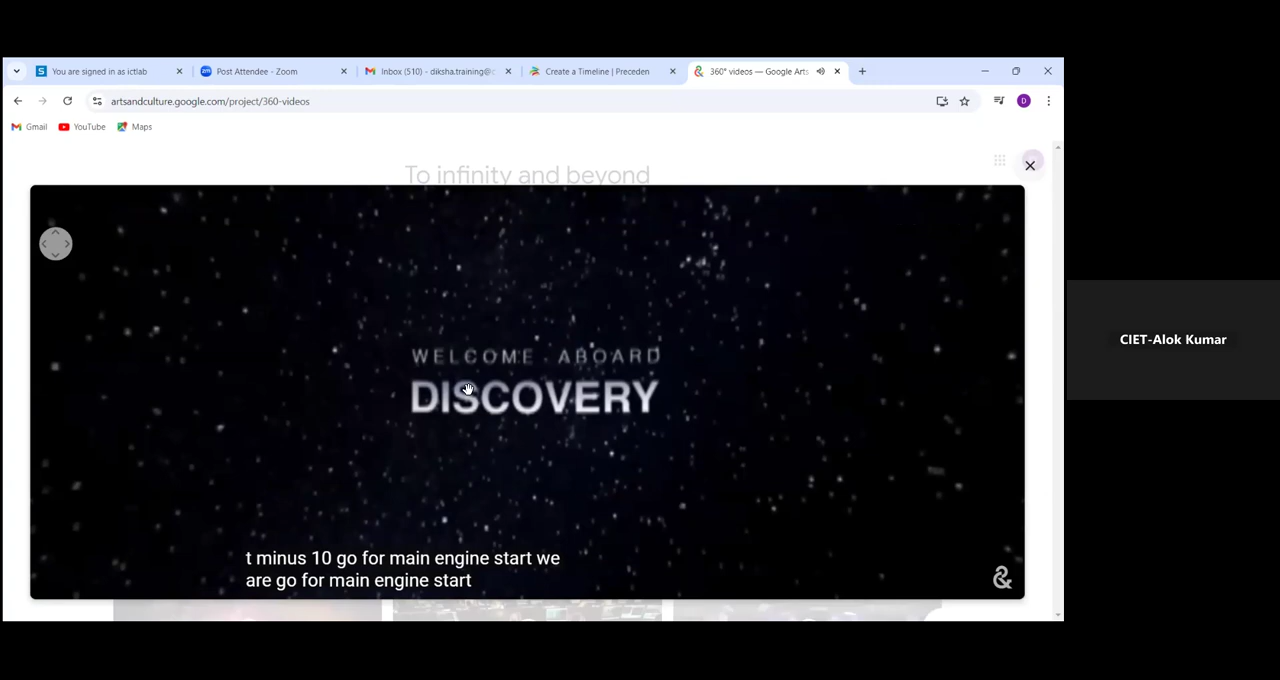 You are signed in as ictlab
Post Attendee - Zoom
Inbox (510) - diksha.training@
Create a Timeline | Preceden
360° videos — Google Arts
artsandculture.google.com/project/360-videos
D
Gmail
YouTube
Maps
To infinity and beyond
WELCOME ABOARD
DISCOVERY
t minus 10 go for main engine start we
are go for main engine start
CIET-Alok Kumar